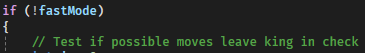 if (!fastMode)
{
// Test if possible moves leave king in check